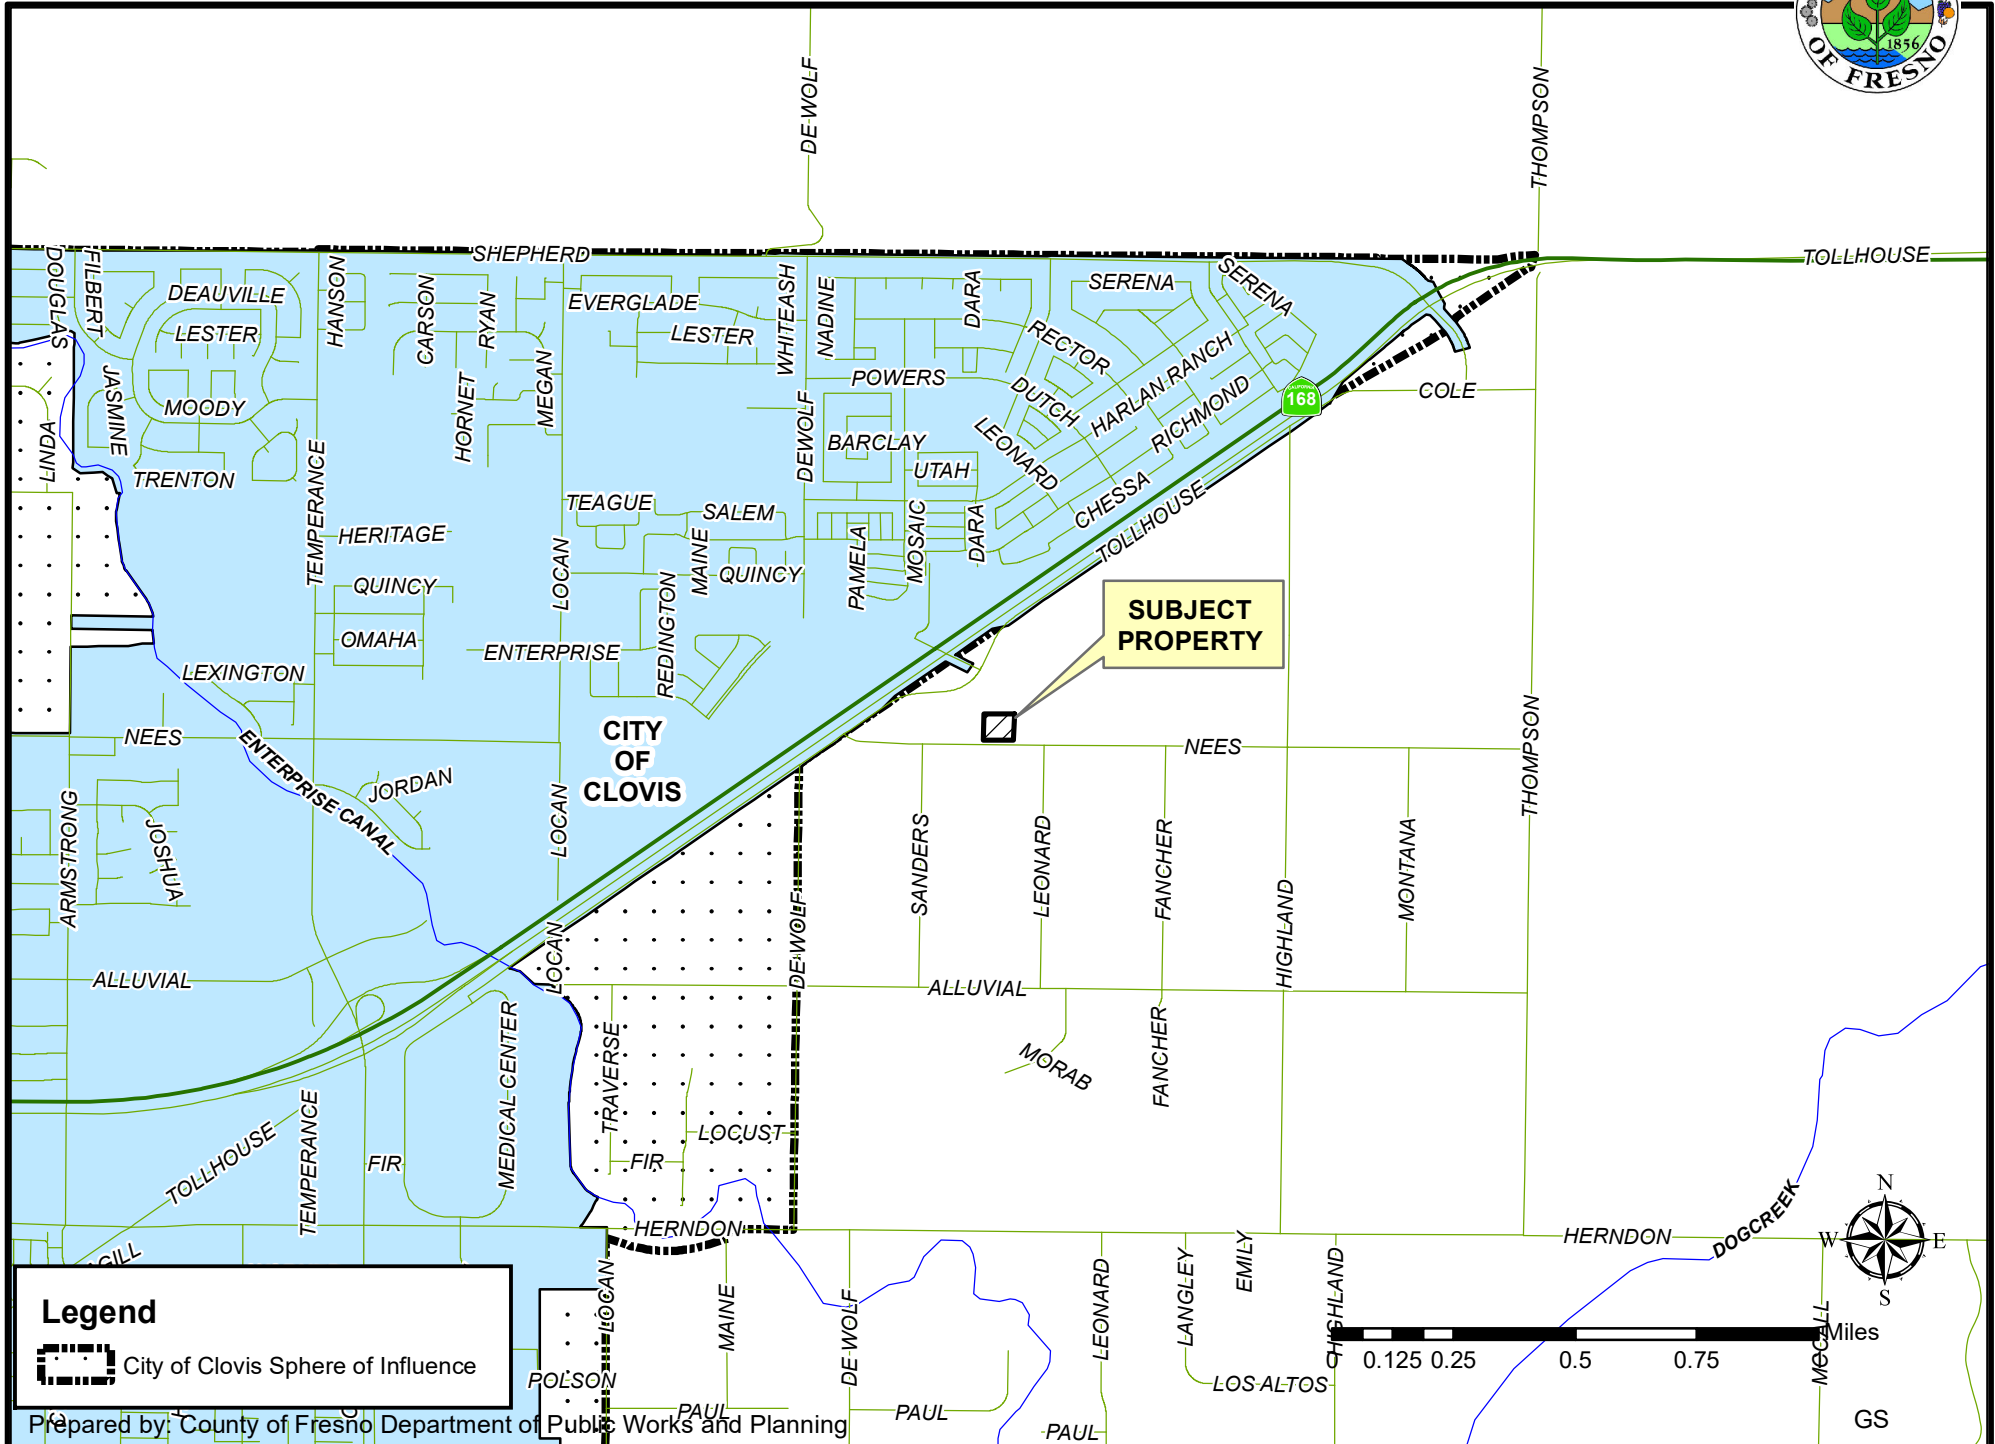 1856
OF FRESNO
DE WOLF
THOMPSON
SHEPHERD
TOLLHOUSE
DOUGLAS
FILBERT
DEAUVILLE
LESTER
HANSON
CARSON
RYAN
EVERGLADE
LESTER
WHITEASH
NADINE
DARA
SERENA
SERENA
RECTOR
MEGAN
HORNET
JASMINE
MOODY
POWERS
DUTCH
HARLAN RANCH
RICHMOND
CALIFORNIA
168
COLE
LINDA
TRENTON
TEMPERANCE
DEWOLF
BARCLAY
UTAH
LEONARD
CHESSA
TOLLHOUSE
TEAGUE
SALEM
HERITAGE
LOCAN
MAINE
QUINCY
PAMELA
MOSAIC
DARA
QUINCY
OMAHA
REDINGTON
ENTERPRISE
LEXINGTON
SUBJECT
PROPERTY
NEES
ENTERPRISE CANAL
CITY
OF
CLOVIS
NEES
THOMPSON
JORDAN
ARMSTRONG
JOSHUA
LOCAN
SANDERS
LEONARD
FANCHER
HIGHLAND
MONTANA
ALLUVIAL
LOCAN
DE WOLF
ALLUVIAL
MEDICAL CENTER
TRAVERSE
MORAB
FANCHER
TOLLHOUSE
TEMPERANCE
FIR
LOCUST
FIR
HERNDON
HERNDON
DOGCREEK
N
W
E
S
LOCAN
MAINE
DE WOLF
LEONARD
LANGLEY
EMILY
HIGHLAND
MCCALL
Miles
0 0.125 0.25 0.5 0.75
LOS ALTOS
POLSON
PAUL
PAUL
PAUL
GS
Legend
City of Clovis Sphere of Influence
Prepared by: County of Fresno Department of Public Works and Planning